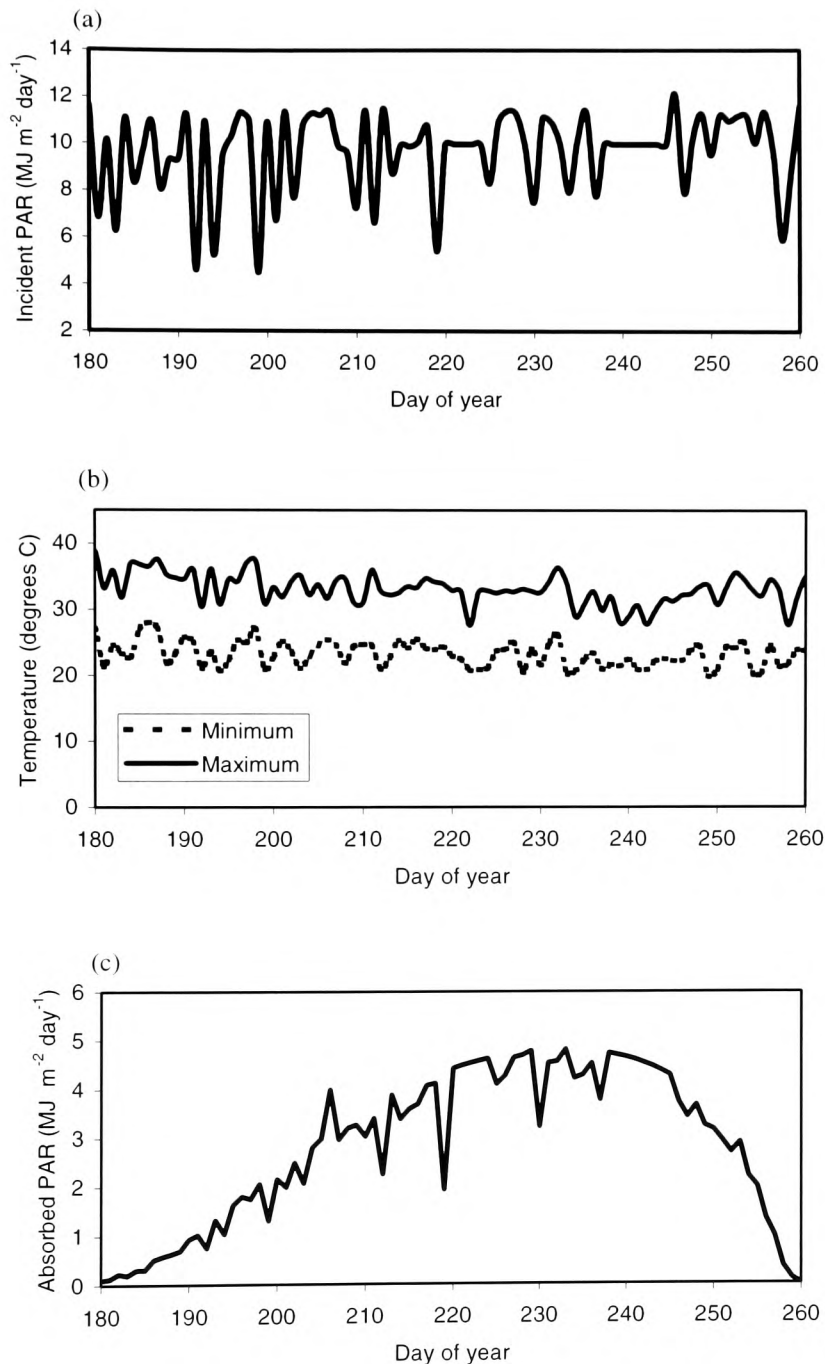 (a)
Incident PAR (MJ m⁻² day⁻¹)
14
12
10
8
6
4
2
180 190 200 210 220 230 240 250 260
Day of year
(b)
Temperature (degrees C)
40
30
20
10
0
Minimum
Maximum
180 190 200 210 220 230 240 250 260
Day of year
(c)
Absorbed PAR (MJ m⁻² day⁻¹)
6
5
4
3
2
1
0
180 190 200 210 220 230 240 250 260
Day of year